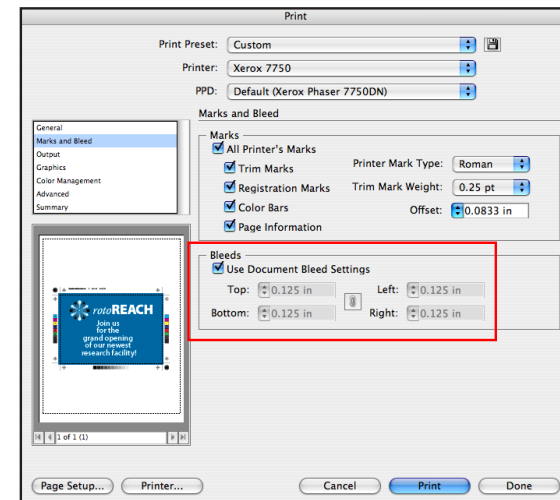 Print
Print Preset: Custom
Printer: Xerox 7750
PPD: Default (Xerox Phaser 7750DN)
Marks and Bleed
General
Marks and Bleed
Output
Graphics
Color Management
Advanced
Summary
Marks
All Printer's Marks
Trim Marks
Registration Marks
Color Bars
Page Information
Printer Mark Type: Roman
Trim Mark Weight: 0.25 pt
Offset: 0.0833 in
Bleeds
Use Document Bleed Settings
Top: 0.125 in Left: 0.125 in
Bottom: 0.125 in Right: 0.125 in
rotoREACH
Join us
for the
grand opening
of our newest
research facility!
1 of 1 (1)
Page Setup... Printer... Cancel Print Done